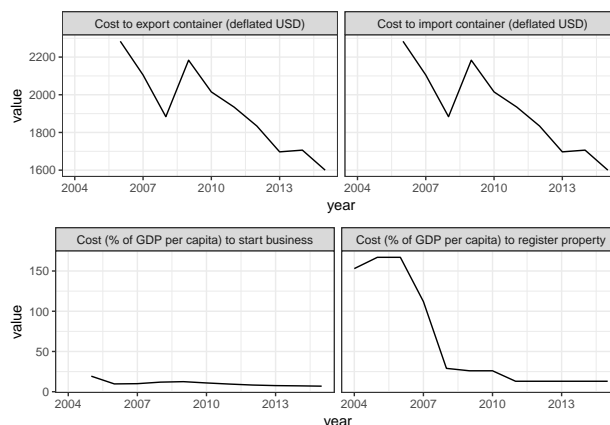 Cost to export container (deflated USD) Cost to import container (deflated USD)
2200
2000
1800
1600
value
2004 2007 2010 2013 2004 2007 2010 2013
year
Cost (% of GDP per capita) to start business Cost (% of GDP per capita) to register property
150
100
50
0
value
2004 2007 2010 2013 2004 2007 2010 2013
year